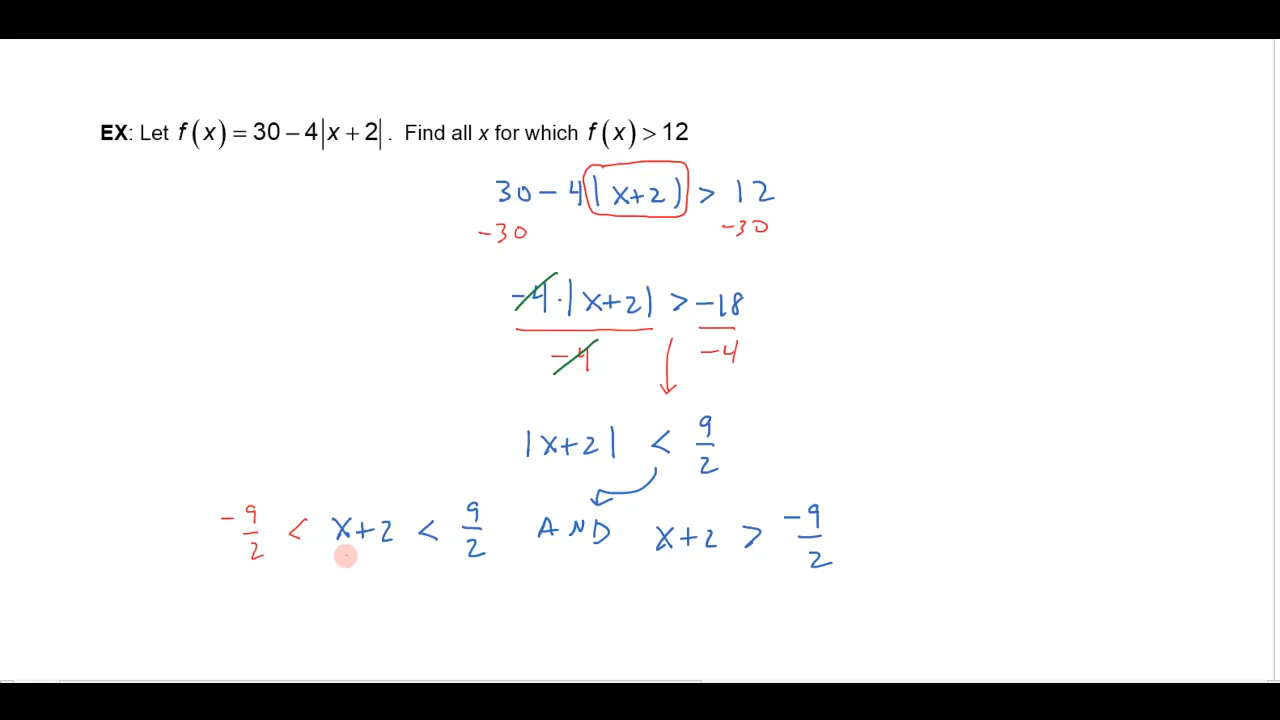 EX: Let f(x) = 30 – 4|x + 2| . Find all x for which f(x) > 12
30 – 4|x+2| > 12
-30 -30
-4·|x+2| > -18
-4 -4
|x+2| < 9/2
-9/2 < x+2 < 9/2 AND x+2 > -9/2